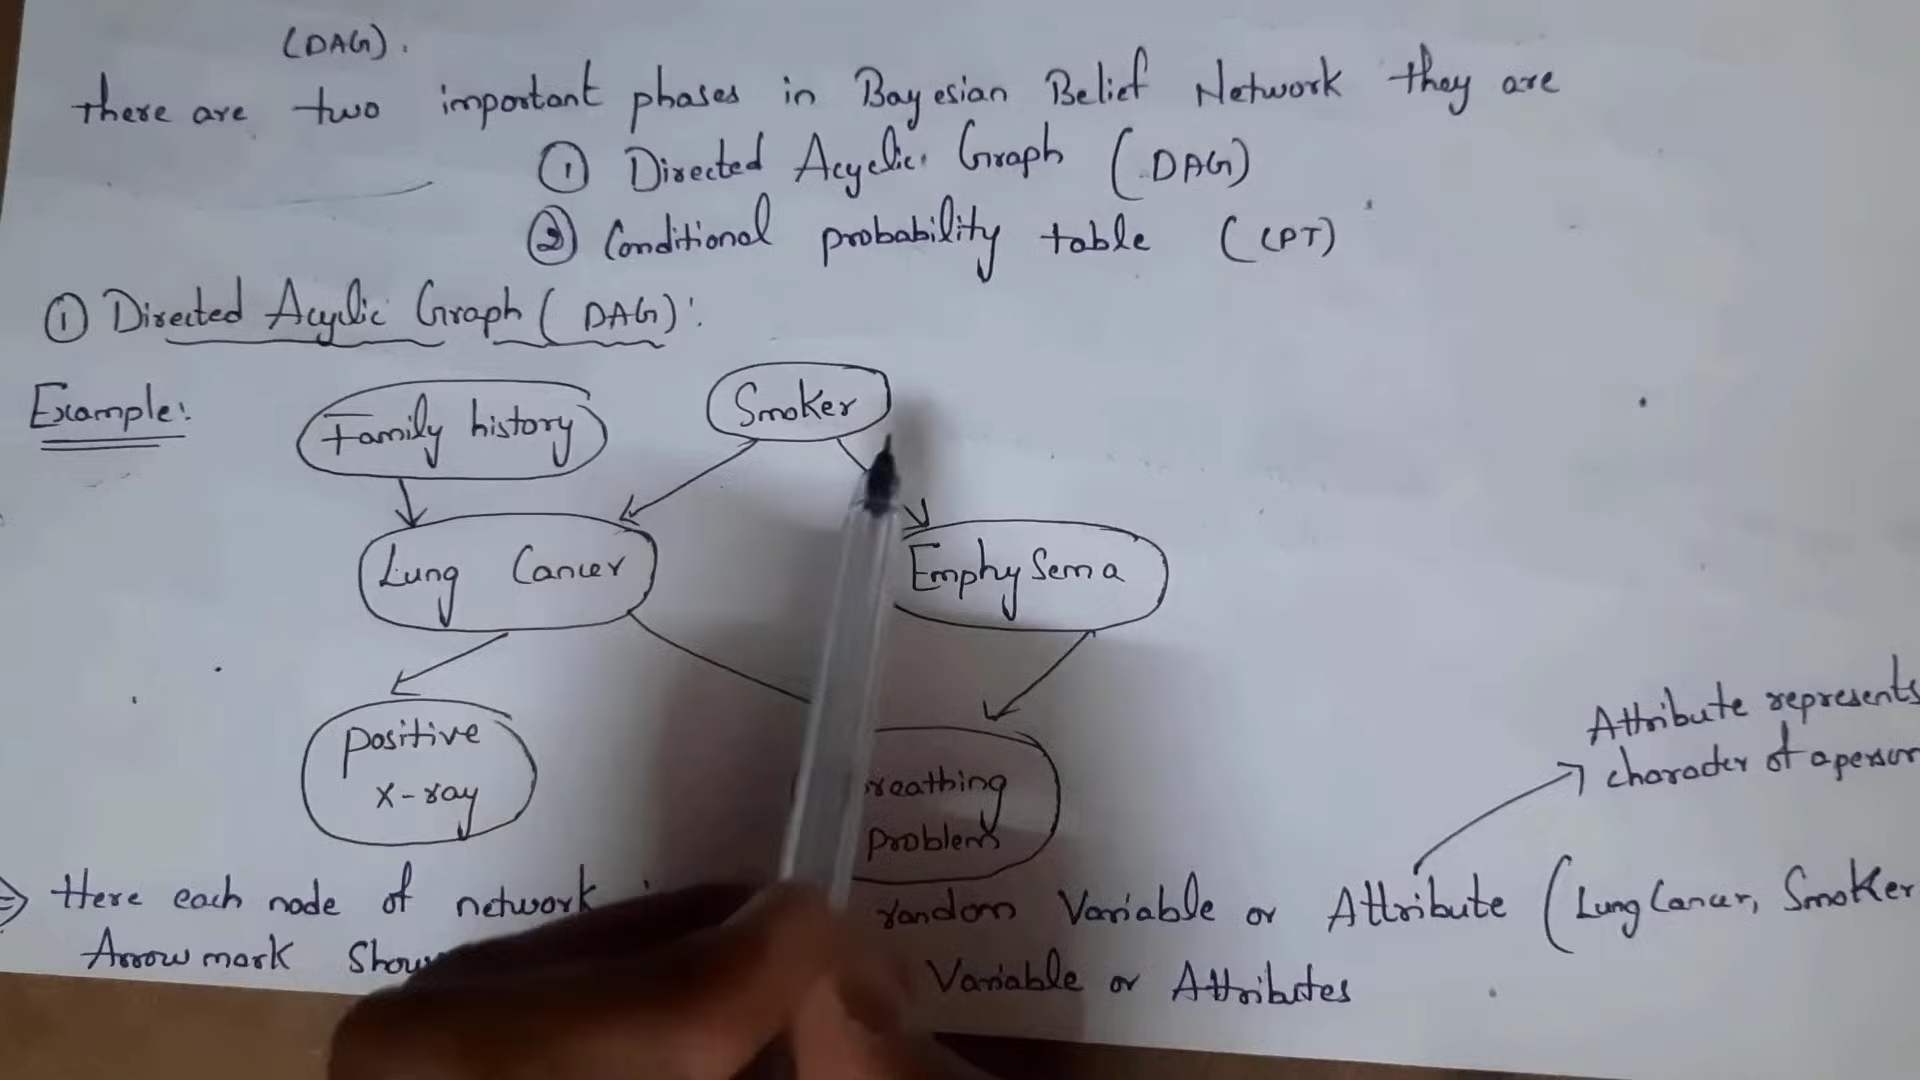 (DAG).
there are two important phases in Bayesian Belief Network they are
① Directed Acyclic Graph (DAG)
② Conditional probability table (CPT)
① Directed Acyclic Graph (DAG):
Example:
Family history
Smoker
Lung Cancer
Emphysema
positive
x-ray
problem
Attribute represents
character of a person
⇒ Here each node of network random Variable or Attribute (Lung Cancer, Smoker
Arrow mark Variable or Attributes